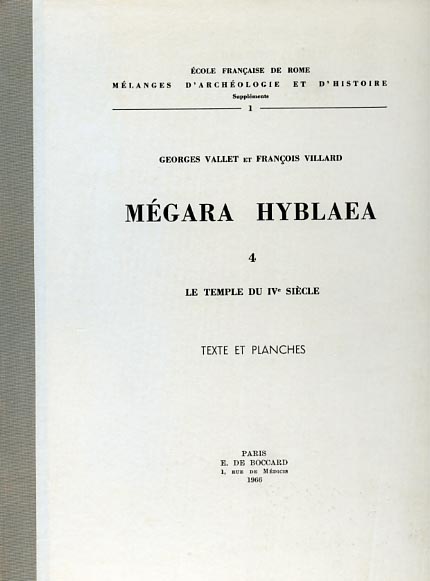 ÉCOLE FRANÇAISE DE ROME
MÉLANGES D'ARCHÉOLOGIE ET D'HISTOIRE
Suppléments
1
GEORGES VALLET ET FRANÇOIS VILLARD
MÉGARA HYBLAEA
4
LE TEMPLE DU IVe SIÈCLE
TEXTE ET PLANCHES
PARIS
E. DE BOCCARD
1, RUE DE MÉDICIS
1966